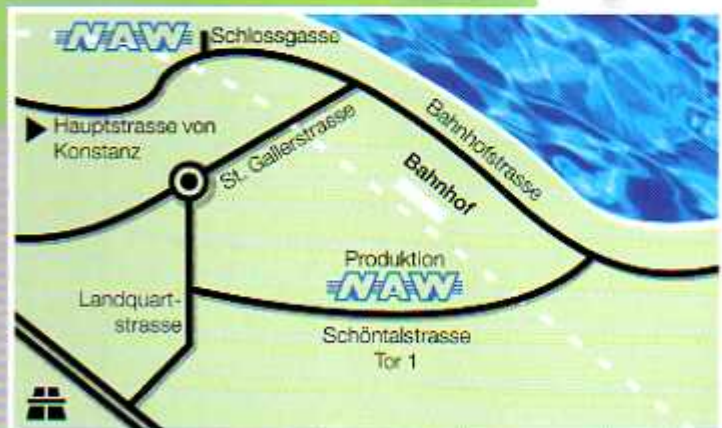 NAW
Schlossgasse
Hauptstrasse von
Konstanz
St. Gallerstrasse
Bahnhofstrasse
Bahnhof
Produktion
NAW
Landquart-
strasse
Schöntalstrasse
Tor 1